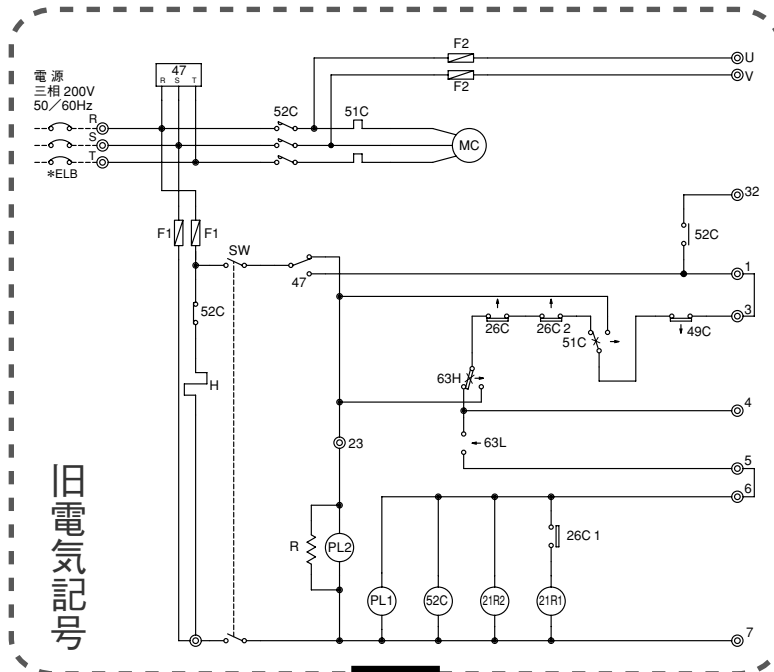 F2
U
V
F2
電 源
三相 200V
50／60Hz
47
R S T
52C
51C
R
S
T
MC
*ELB
32
F1
F1
SW
52C
1
47
52C
26C
26C 2
51C
3
49C
H
63H
4
23
63L
5
6
R
PL2
26C 1
PL1
52C
21R2
21R1
7
旧電気記号